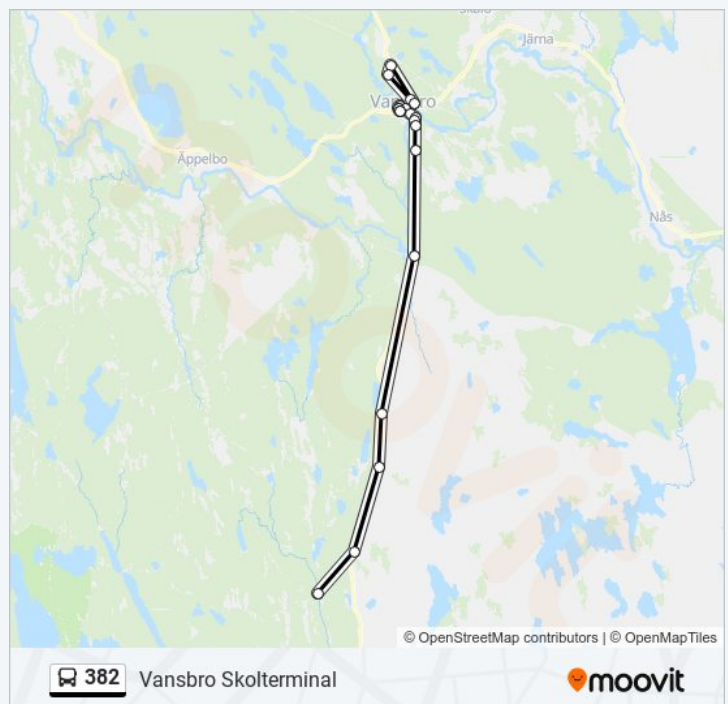 Järna
Vansbro
Äppelbo
Nås
© OpenStreetMap contributors | © OpenMapTiles
382 Vansbro Skolterminal
moovit